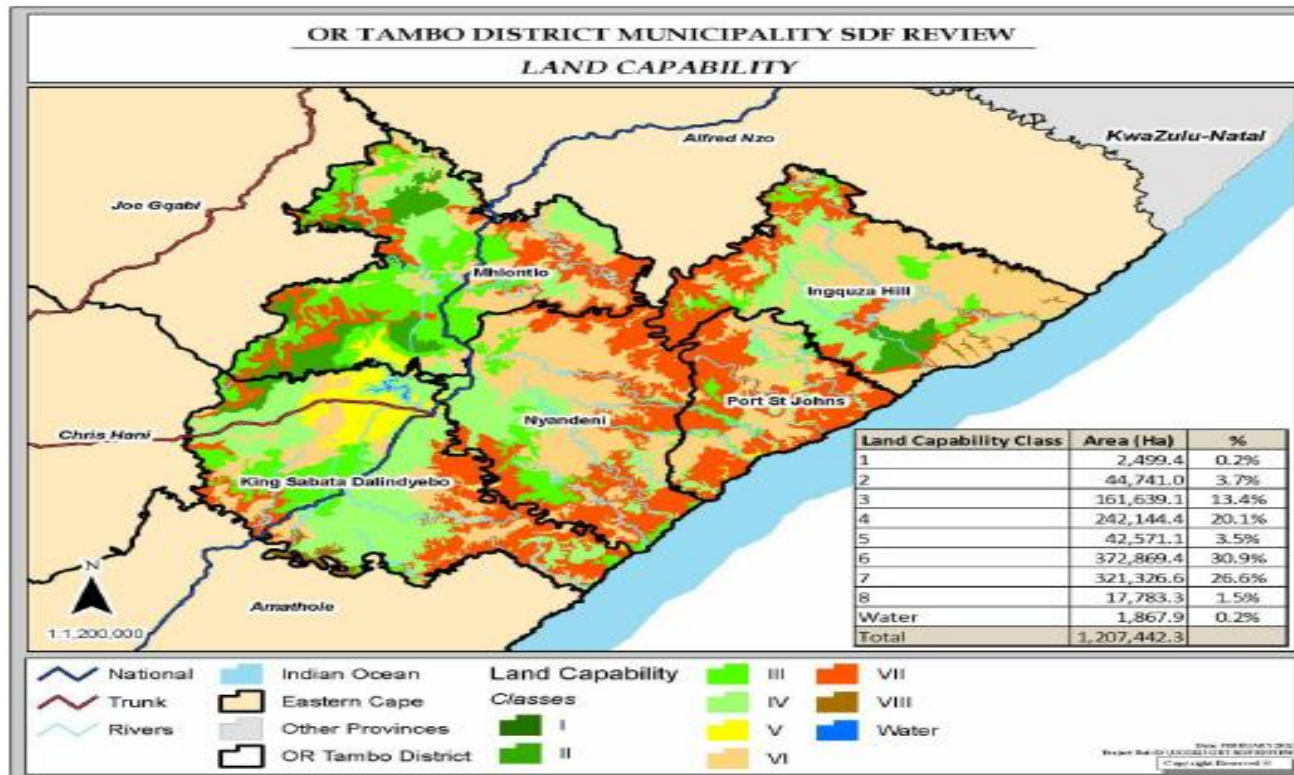 OR TAMBO DISTRICT MUNICIPALITY SDF REVIEW
LAND CAPABILITY
Alfred Nzo
KwaZulu-Natal
Joe Gqabi
Mhlontlo
Ingquza Hill
Port St Johns
Nyandeni
Chris Hani
King Sabata Dalindyebo
Amathole
N
1:1,200,000
Land Capability Class Area (Ha) %
1 2,499.4 0.2%
2 44,741.0 3.7%
3 161,639.1 13.4%
4 242,144.4 20.1%
5 42,571.1 3.5%
6 372,869.4 30.9%
7 321,326.6 26.6%
8 17,783.3 1.5%
Water 1,867.9 0.2%
Total 1,207,442.3
National
Trunk
Rivers
Indian Ocean
Eastern Cape
Other Provinces
OR Tambo District
Land Capability
Classes
I
II
III
IV
V
VI
VII
VIII
Water
Copyright Reserved ©